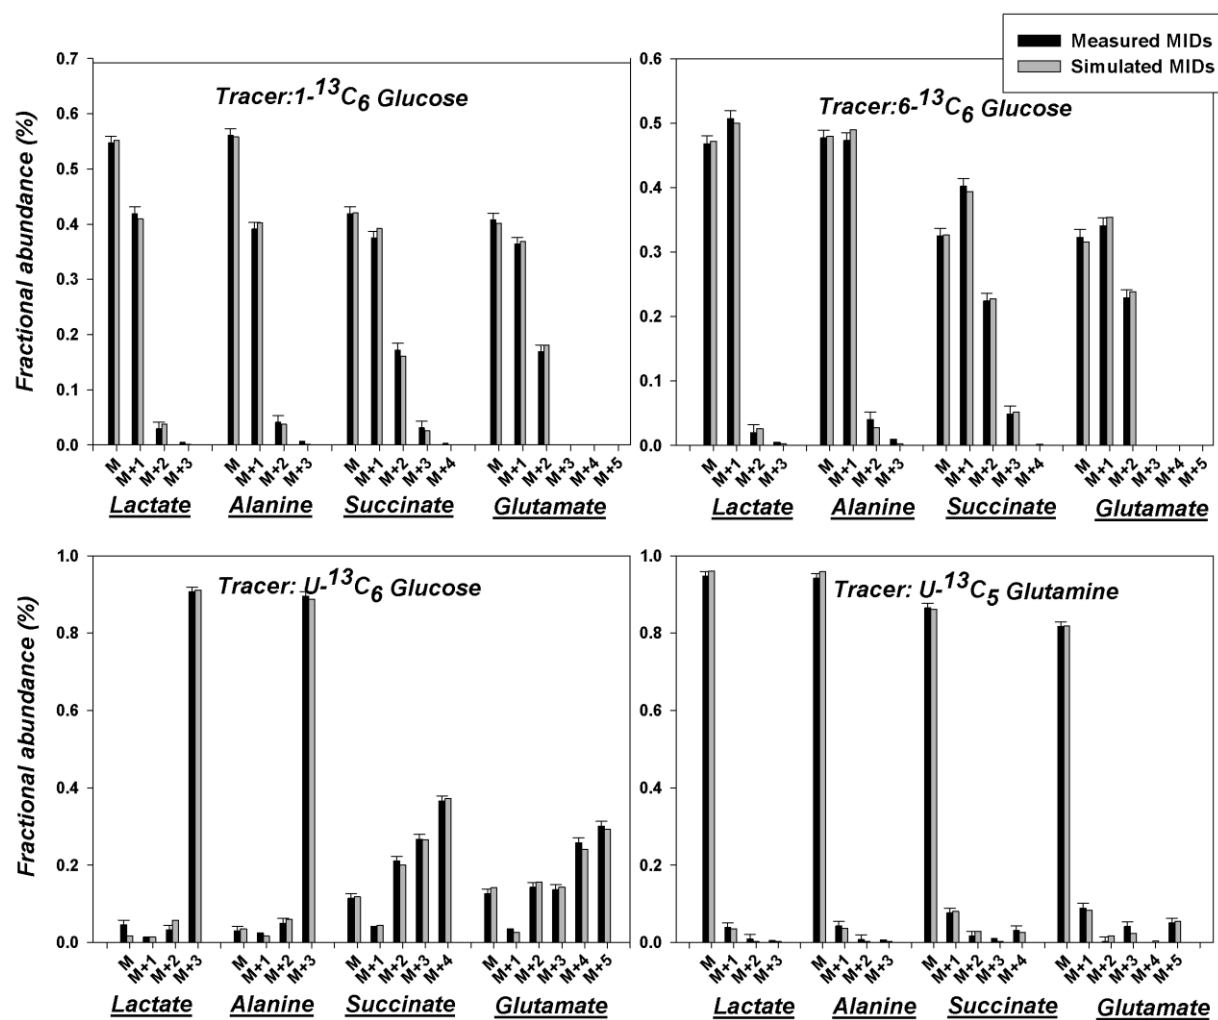 Measured MIDs
Simulated MIDs
Tracer:1-13C6 Glucose
Fractional abundance (%)
0.7
0.6
0.5
0.4
0.3
0.2
0.1
0.0
M M+1 M+2 M+3 M M+1 M+2 M+3 M M+1 M+2 M+3 M+4 M M+1 M+2 M+3 M+4 M+5
Lactate Alanine Succinate Glutamate
Tracer:6-13C6 Glucose
0.6
0.5
0.4
0.3
0.2
0.1
0.0
M M+1 M+2 M+3 M M+1 M+2 M+3 M M+1 M+2 M+3 M+4 M M+1 M+2 M+3 M+4 M+5
Lactate Alanine Succinate Glutamate
Tracer: U-13C6 Glucose
Fractional abundance (%)
1.0
0.8
0.6
0.4
0.2
0.0
M M+1 M+2 M+3 M M+1 M+2 M+3 M M+1 M+2 M+3 M+4 M M+1 M+2 M+3 M+4 M+5
Lactate Alanine Succinate Glutamate
Tracer: U-13C5 Glutamine
1.0
0.8
0.6
0.4
0.2
0.0
M M+1 M+2 M+3 M M+1 M+2 M+3 M M+1 M+2 M+3 M+4 M M+1 M+2 M+3 M+4 M+5
Lactate Alanine Succinate Glutamate